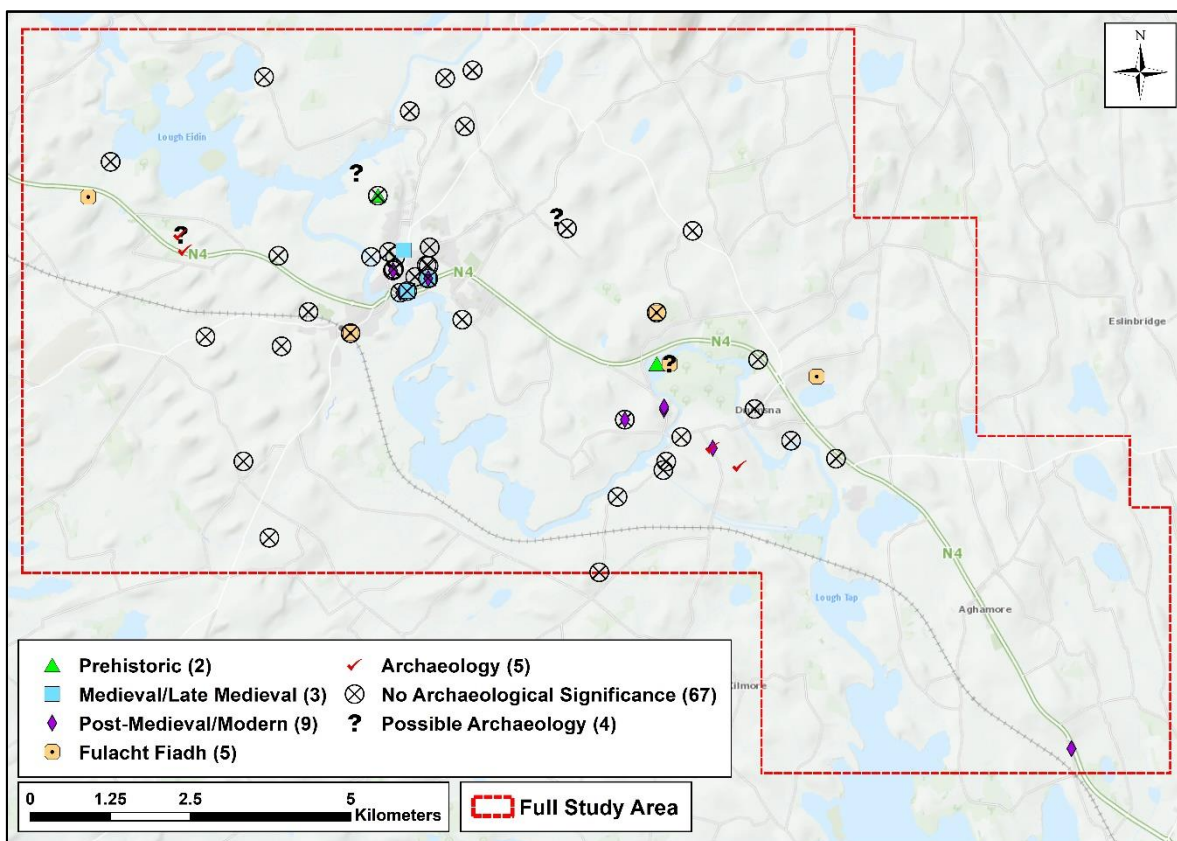 N
Lough Eidin
N4
N4
Eslinbridge
N4
Drumsna
N4
Lough Tap
Aghamore
Kilmore
Prehistoric (2)
Medieval/Late Medieval (3)
Post-Medieval/Modern (9)
Fulacht Fiadh (5)
Archaeology (5)
No Archaeological Significance (67)
? Possible Archaeology (4)
0 1.25 2.5 5
Kilometers
Full Study Area